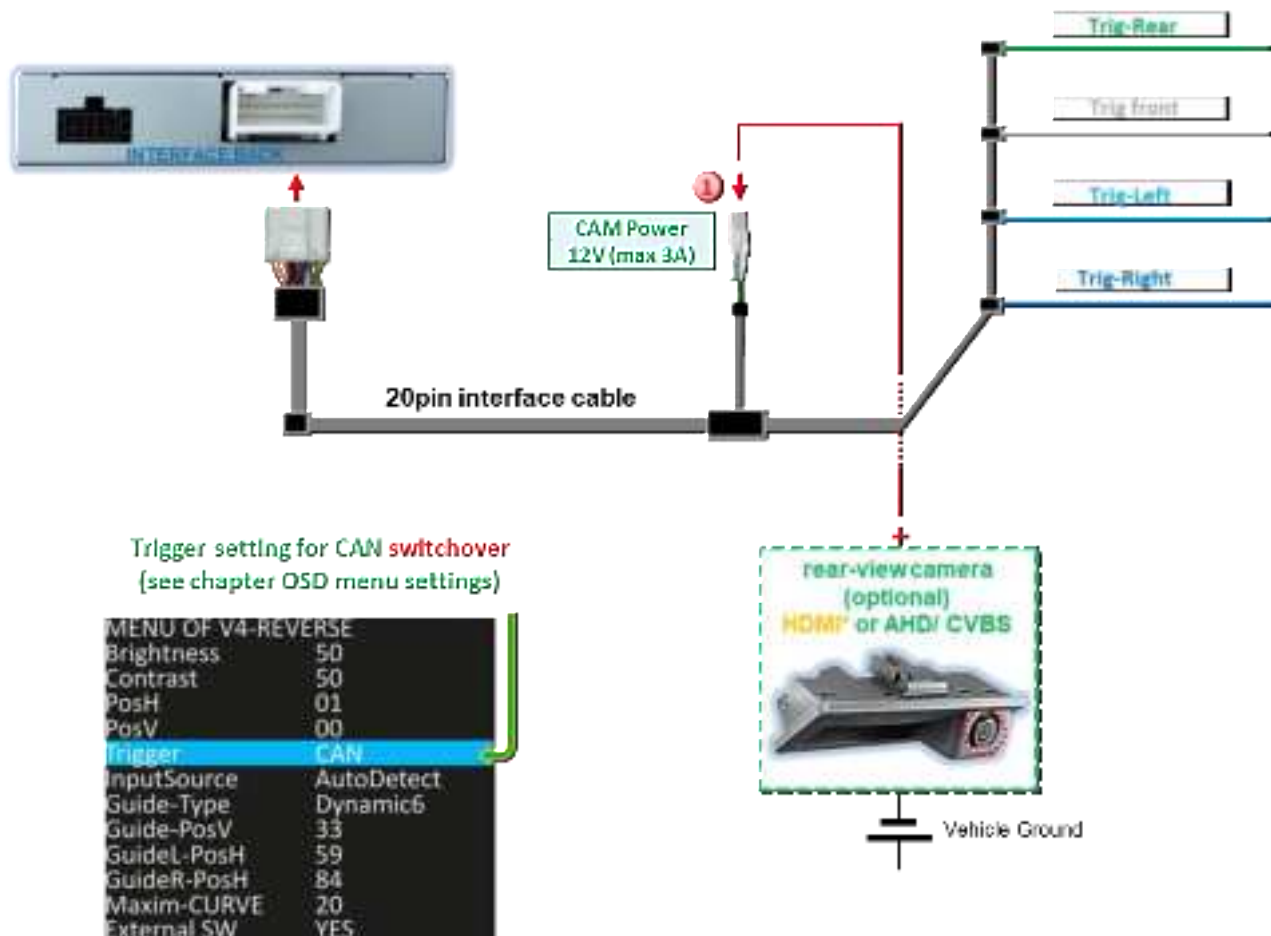 Trig-Rear
Trig front
Trig-Left
Trig-Right
INTERFACE BACK
1
CAM Power
12V (max 3A)
20pin interface cable
Trigger setting for CAN switchover
(see chapter OSD menu settings)
MENU OF V4-REVERSE
Brightness 50
Contrast 50
PosH 01
PosV 00
Trigger CAN
InputSource AutoDetect
Guide-Type Dynamic6
Guide-PosV 33
GuideL-PosH 59
GuideR-PosH 84
Maxim-CURVE 20
External SW YES
+
rear-view camera
(optional)
HDMI* or AHD/ CVBS
Vehicle Ground